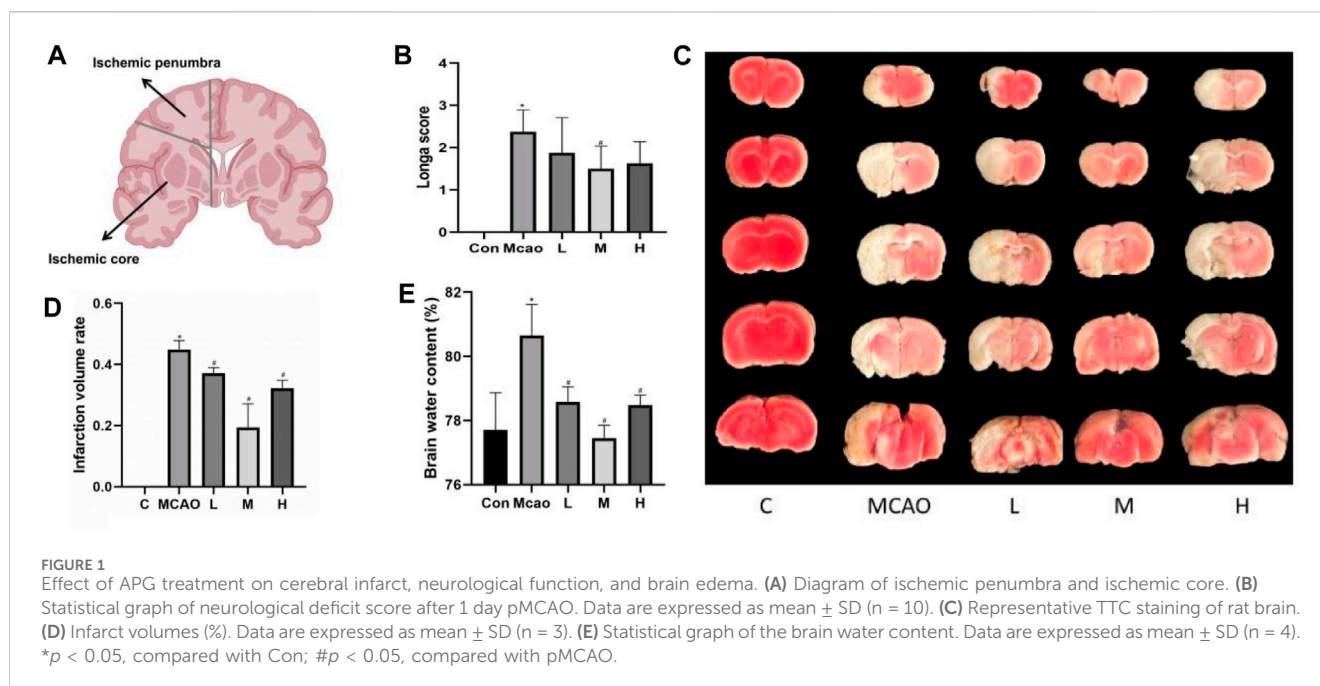 A
Ischemic penumbra
Ischemic core
B
Longa score
4
3
2
1
0
*
#
Con Mcao L M H
C
C MCAO L M H
D
Infarction volume rate
0.6
0.4
0.2
0.0
*
#
#
#
C MCAO L M H
E
Brain water content (%)
82
80
78
76
*
#
#
#
Con Mcao L M H
FIGURE 1
Effect of APG treatment on cerebral infarct, neurological function, and brain edema. (A) Diagram of ischemic penumbra and ischemic core. (B)
Statistical graph of neurological deficit score after 1 day pMCAO. Data are expressed as mean ± SD (n = 10). (C) Representative TTC staining of rat brain.
(D) Infarct volumes (%). Data are expressed as mean ± SD (n = 3). (E) Statistical graph of the brain water content. Data are expressed as mean ± SD (n = 4).
*p < 0.05, compared with Con; #p < 0.05, compared with pMCAO.